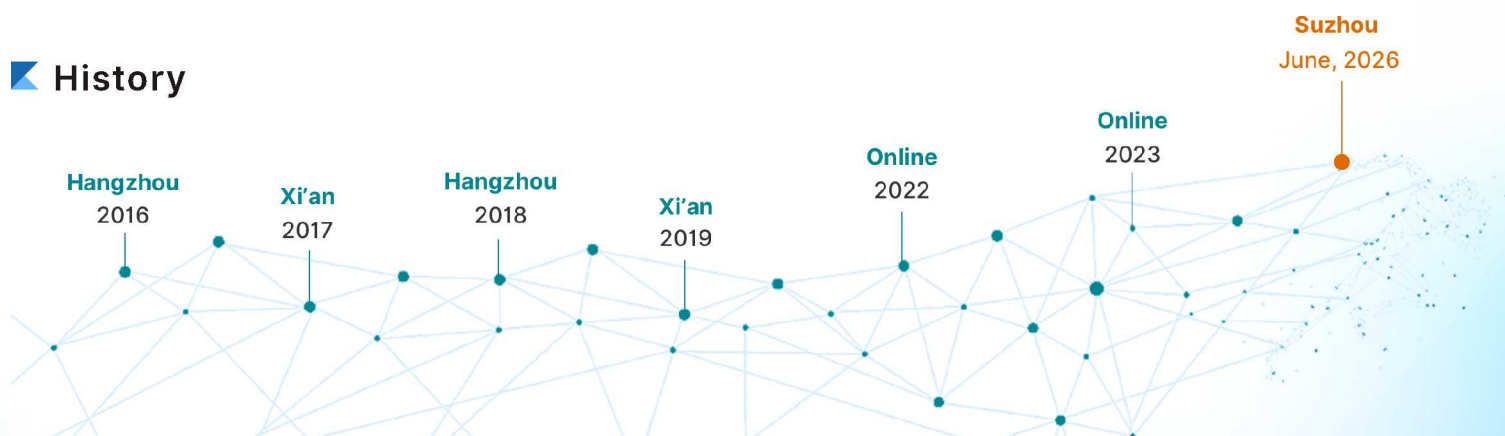 History
Hangzhou
2016
Xi’an
2017
Hangzhou
2018
Xi’an
2019
Online
2022
Online
2023
Suzhou
June, 2026